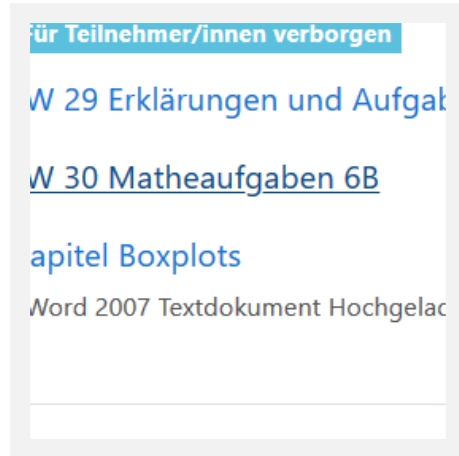 Für Teilnehmer/innen verborgen
W 29 Erklärungen und Aufgab
W 30 Matheaufgaben 6B
apitel Boxplots
Word 2007 Textdokument Hochgelad